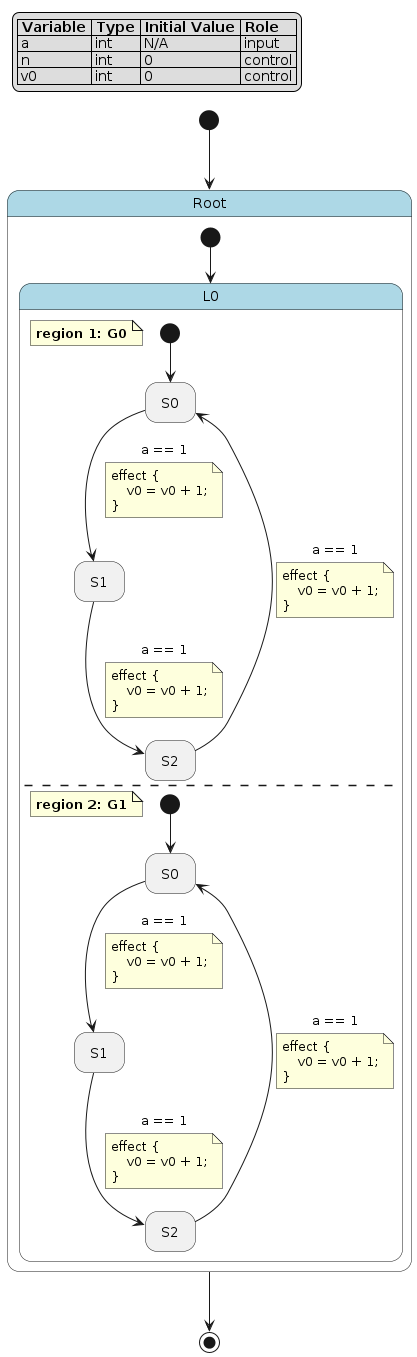 Variable Type Initial Value Role
a int N/A input
n int 0 control
v0 int 0 control
Root
L0
region 1: G0
S0
a == 1
effect {
v0 = v0 + 1;
}
a == 1
effect {
v0 = v0 + 1;
}
S1
a == 1
effect {
v0 = v0 + 1;
}
S2
region 2: G1
S0
a == 1
effect {
v0 = v0 + 1;
}
a == 1
effect {
v0 = v0 + 1;
}
S1
a == 1
effect {
v0 = v0 + 1;
}
S2